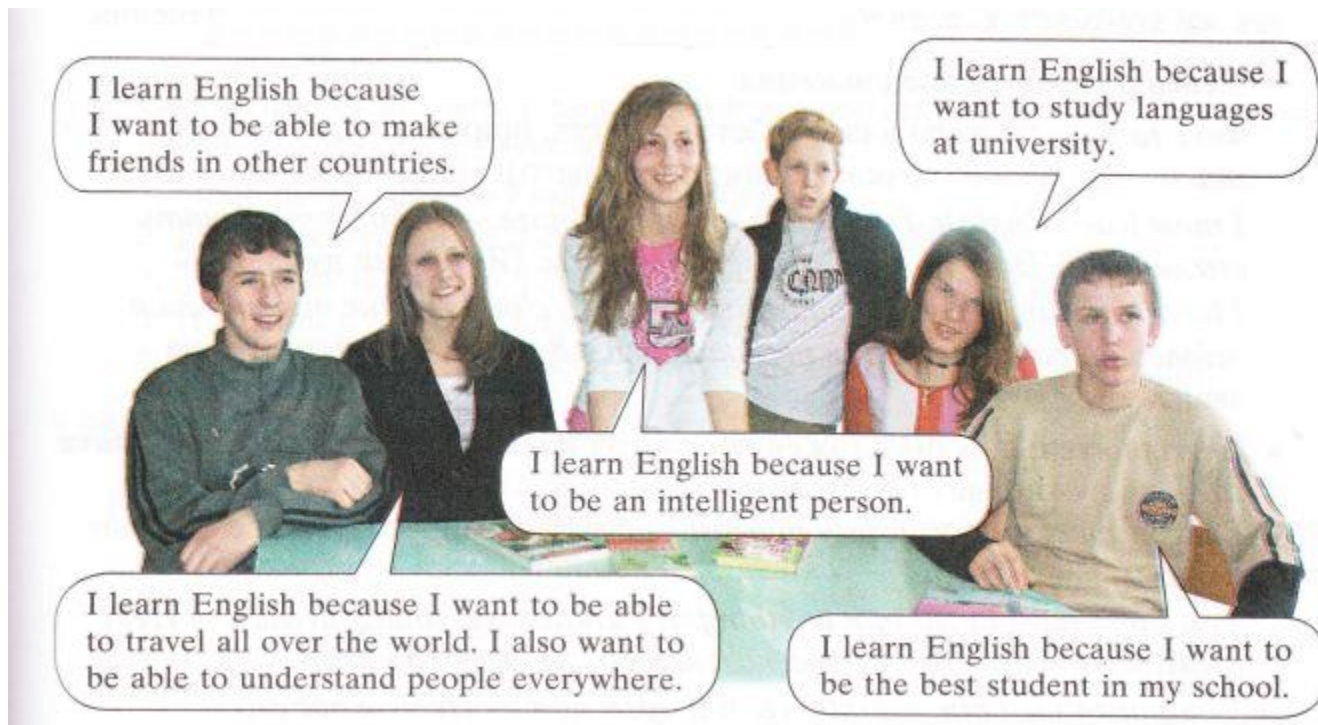 I learn English because
I want to be able to make
friends in other countries.
I learn English because I
want to study languages
at university.
I learn English because I want
to be an intelligent person.
I learn English because I want to be able
to travel all over the world. I also want to
be able to understand people everywhere.
I learn English because I want to
be the best student in my school.